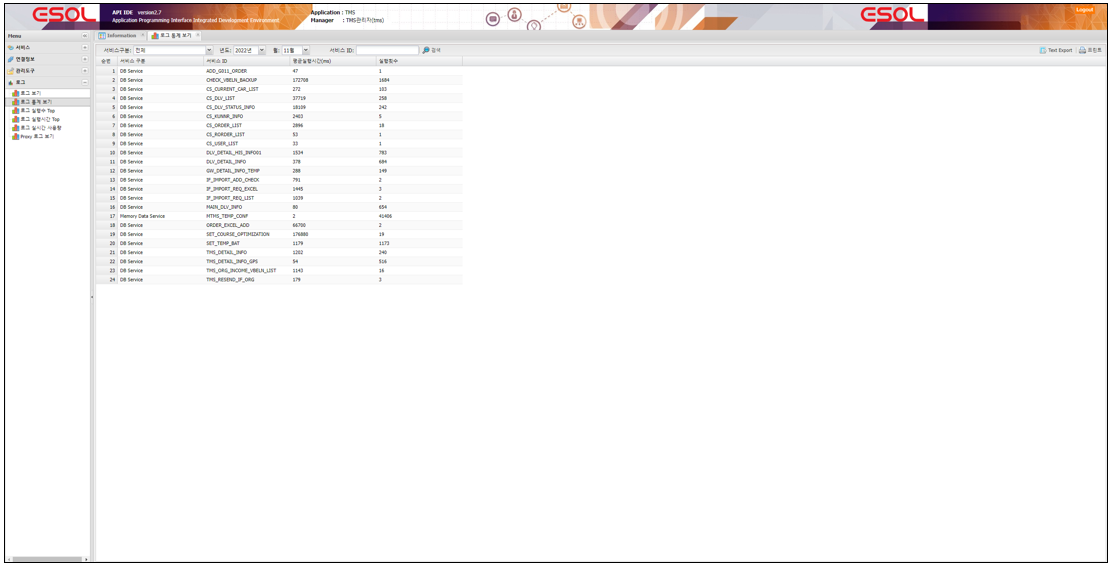 ESOL
API IDE version2.7
Application Programming Interface Integrated Development Environment.
Application : TMS
Manager : TMS관리자(tms)
ESOL
Logout
Menu
서비스
연결정보
관리도구
로그
로그 보기
로그 통계 보기
로그 실행수 Top
로그 실행시간 Top
로그 실시간 사용량
Proxy 로그 보기
Information
로그 통계 보기
서비스구분: 전체 년도: 2022년 월: 11월 서비스 ID: 검색
Text Export 프린트
순번 서비스 구분 서비스 ID 평균실행시간(ms) 실행횟수
1 DB Service ADD_G011_ORDER 47 1
2 DB Service CHECK_VBELN_BACKUP 172708 1684
3 DB Service CS_CURRENT_CAR_LIST 272 103
4 DB Service CS_DLV_LIST 37719 258
5 DB Service CS_DLV_STATUS_INFO 18109 242
6 DB Service CS_KUNNR_INFO 2403 5
7 DB Service CS_ORDER_LIST 2896 18
8 DB Service CS_RORDER_LIST 53 1
9 DB Service CS_USER_LIST 33 1
10 DB Service DLV_DETAIL_HIS_INFO01 1534 783
11 DB Service DLV_DETAIL_INFO 378 684
12 DB Service GW_DETAIL_INFO_TEMP 288 149
13 DB Service IF_IMPORT_ADD_CHECK 791 2
14 DB Service IF_IMPORT_REQ_EXCEL 1445 3
15 DB Service IF_IMPORT_REQ_LIST 1039 2
16 DB Service MAIN_DLV_INFO 80 654
17 Memory Data Service MTMS_TEMP_CONF 2 41406
18 DB Service ORDER_EXCEL_ADD 66700 2
19 DB Service SET_COURSE_OPTIMIZATION 176880 19
20 DB Service SET_TEMP_BAT 1179 1173
21 DB Service TMS_DETAIL_INFO 1202 240
22 DB Service TMS_DETAIL_INFO_GPS 54 516
23 DB Service TMS_ORG_INCOME_VBELN_LIST 1143 16
24 DB Service TMS_RESEND_IF_ORG 179 3